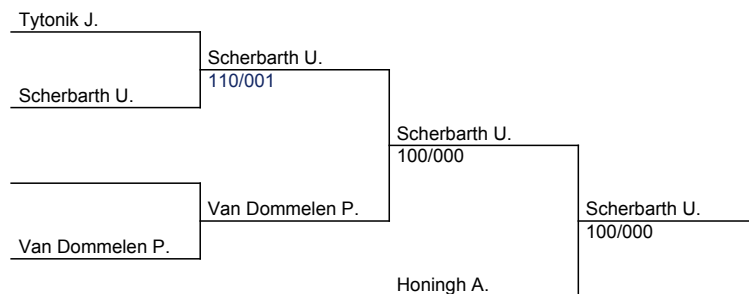 Tytonik J.
Scherbarth U.
110/001
Scherbarth U.
Scherbarth U.
100/000
Van Dommelen P.
Scherbarth U.
100/000
Van Dommelen P.
Honingh A.